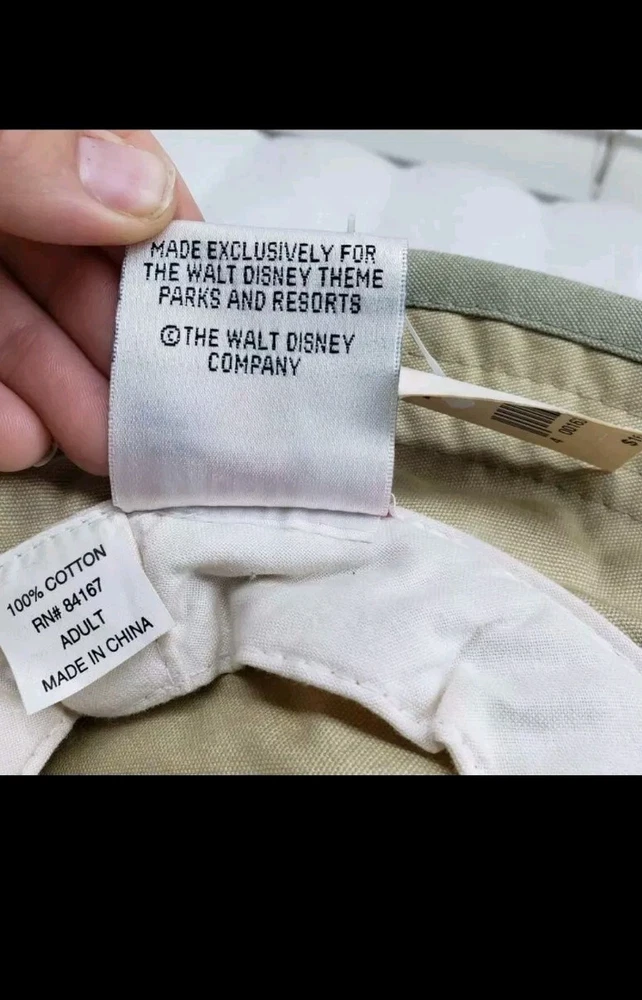 MADE EXCLUSIVELY FOR
THE WALT DISNEY THEME
PARKS AND RESORTS
©THE WALT DISNEY
COMPANY
100% COTTON
RN# 84167
ADULT
MADE IN CHINA